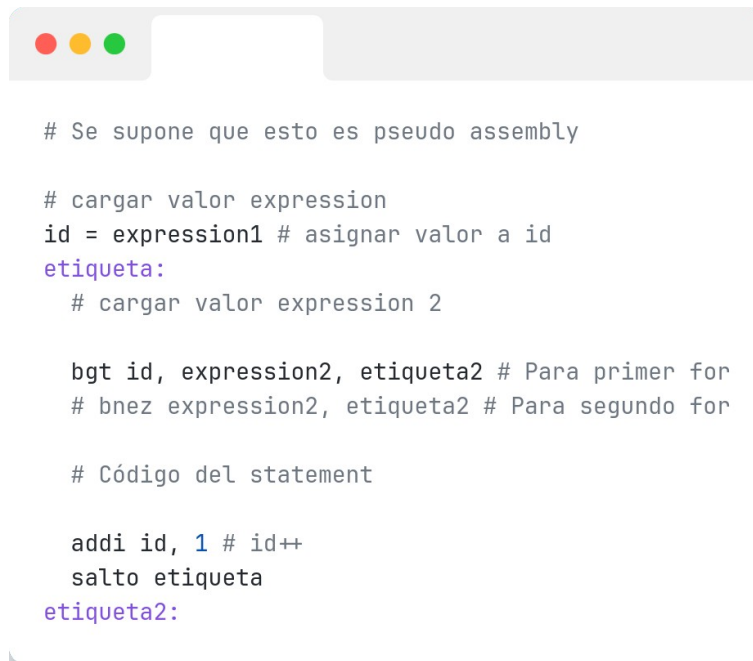 # Se supone que esto es pseudo assembly
# cargar valor expression
id = expression1 # asignar valor a id
etiqueta:
# cargar valor expression 2
bgt id, expression2, etiqueta2 # Para primer for
# bnez expression2, etiqueta2 # Para segundo for
# Código del statement
addi id, 1 # id++
salto etiqueta
etiqueta2: